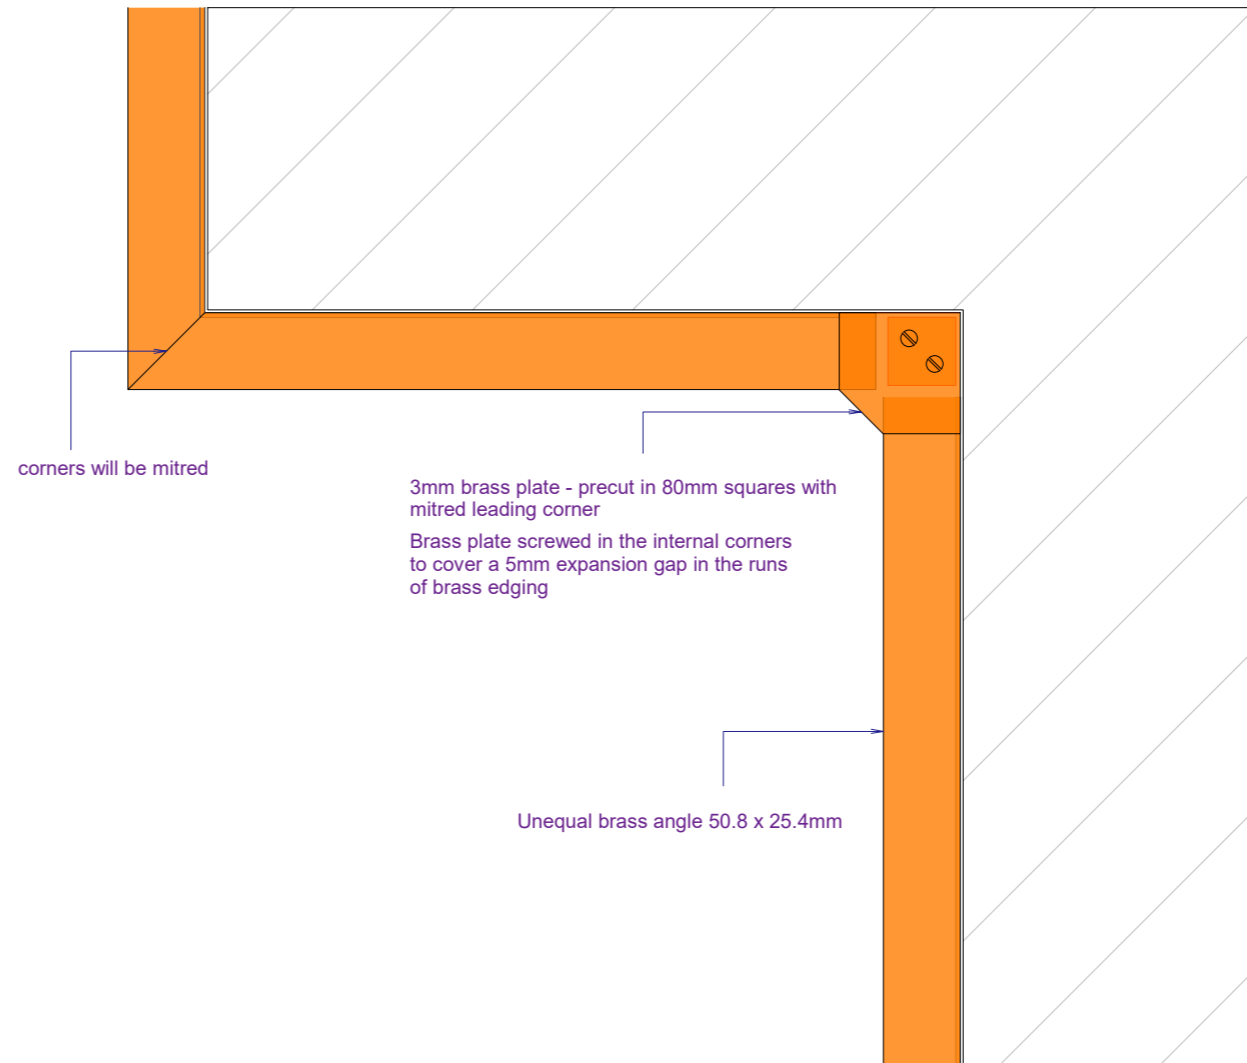 corners will be mitred
3mm brass plate - precut in 80mm squares with
mitred leading corner
Brass plate screwed in the internal corners
to cover a 5mm expansion gap in the runs
of brass edging
Unequal brass angle 50.8 x 25.4mm